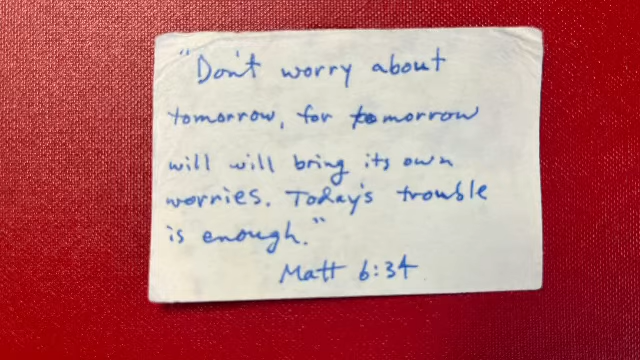 "Don't worry about
tomorrow, for tomorrow
will will bring its own
worries. Today's trouble
is enough."
Matt 6:34